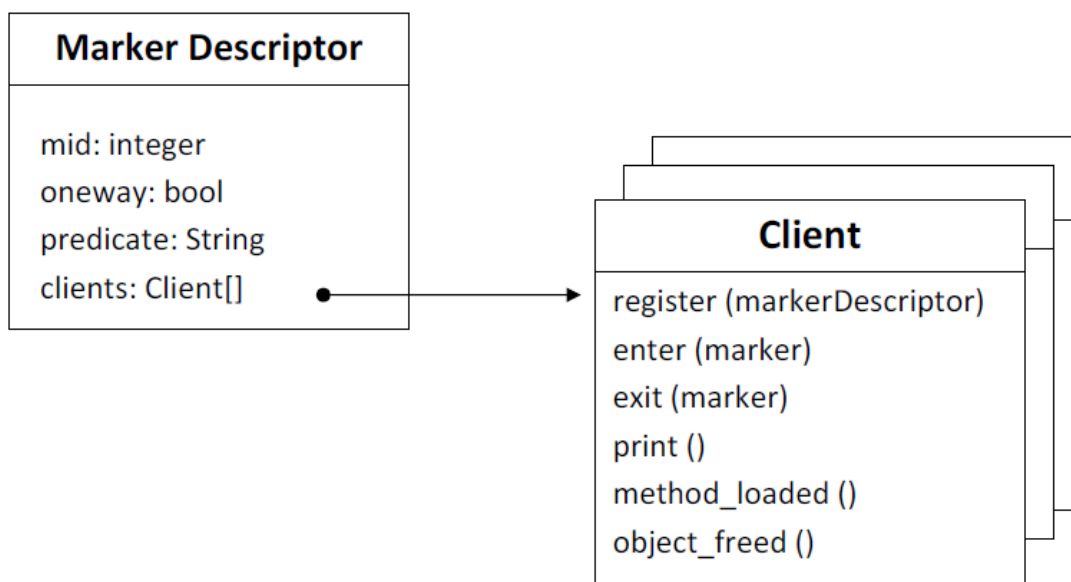 Marker Descriptor
mid: integer
oneway: bool
predicate: String
clients: Client[]
Client
register (markerDescriptor)
enter (marker)
exit (marker)
print ()
method_loaded ()
object_freed ()